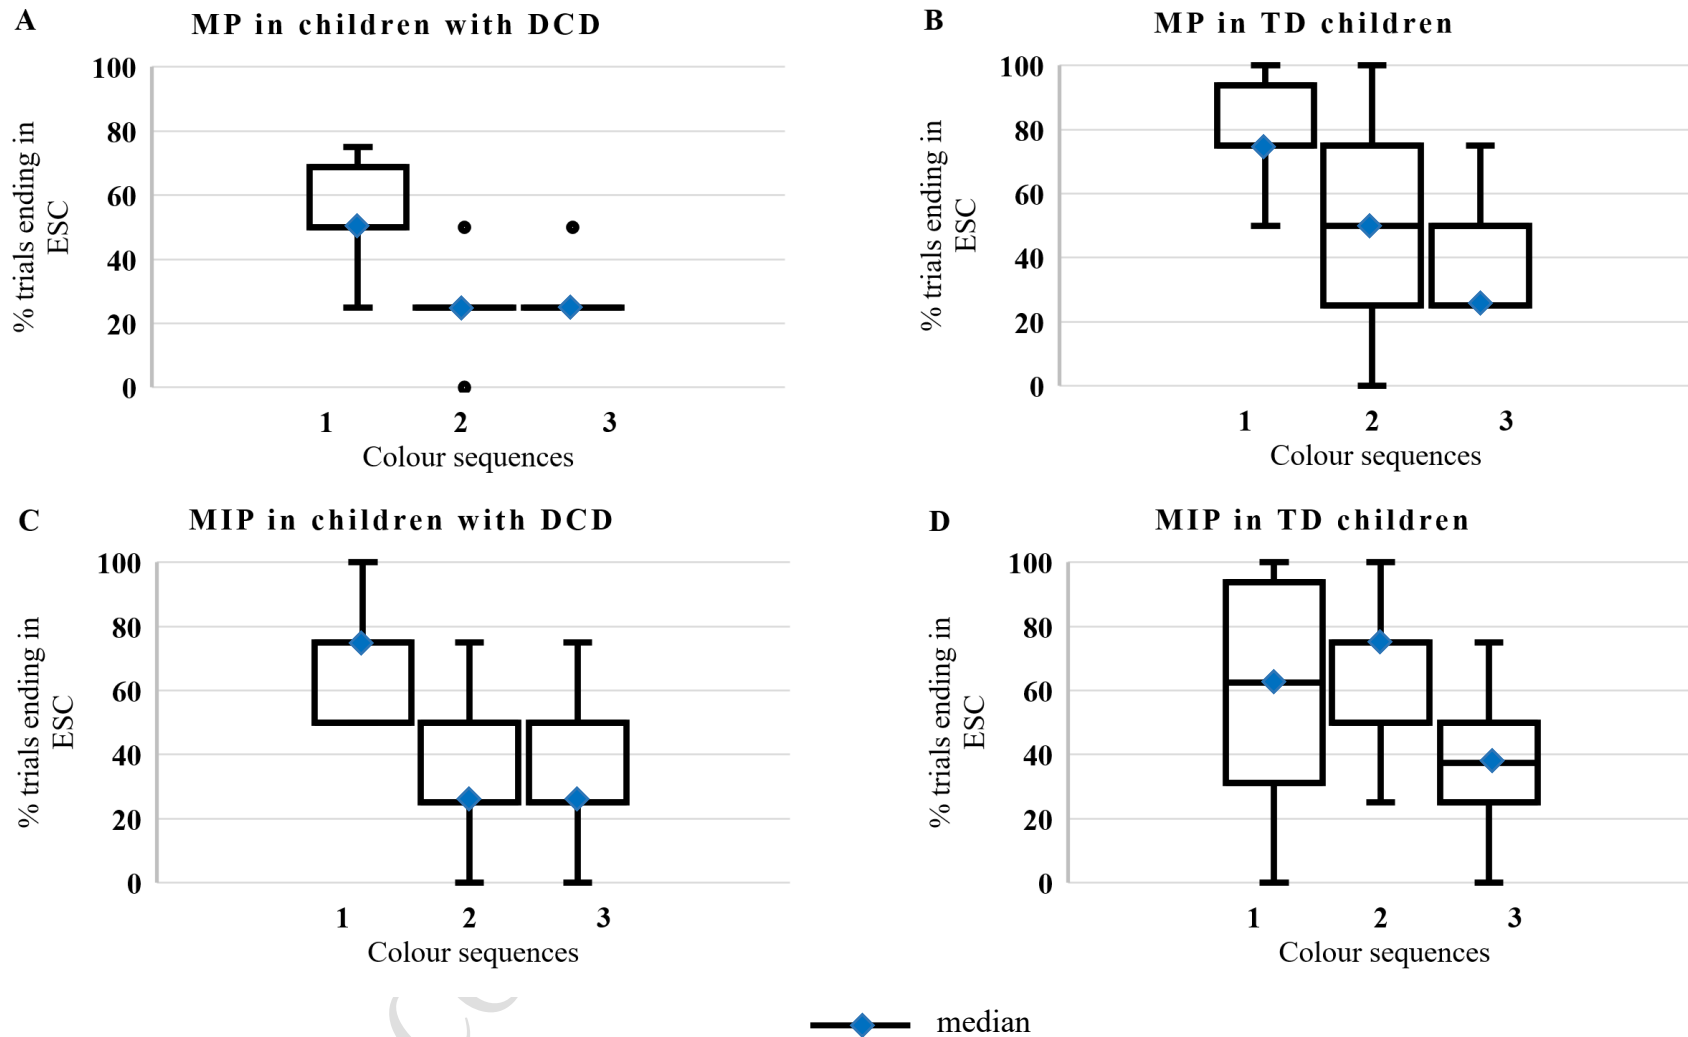 A
MP in children with DCD
% trials ending in
ESC
100
80
60
40
20
0
1 2 3
Colour sequences
B
MP in TD children
% trials ending in
ESC
100
80
60
40
20
0
1 2 3
Colour sequences
C
MIP in children with DCD
% trials ending in
ESC
100
80
60
40
20
0
1 2 3
Colour sequences
D
MIP in TD children
% trials ending in
ESC
100
80
60
40
20
0
1 2 3
Colour sequences
median